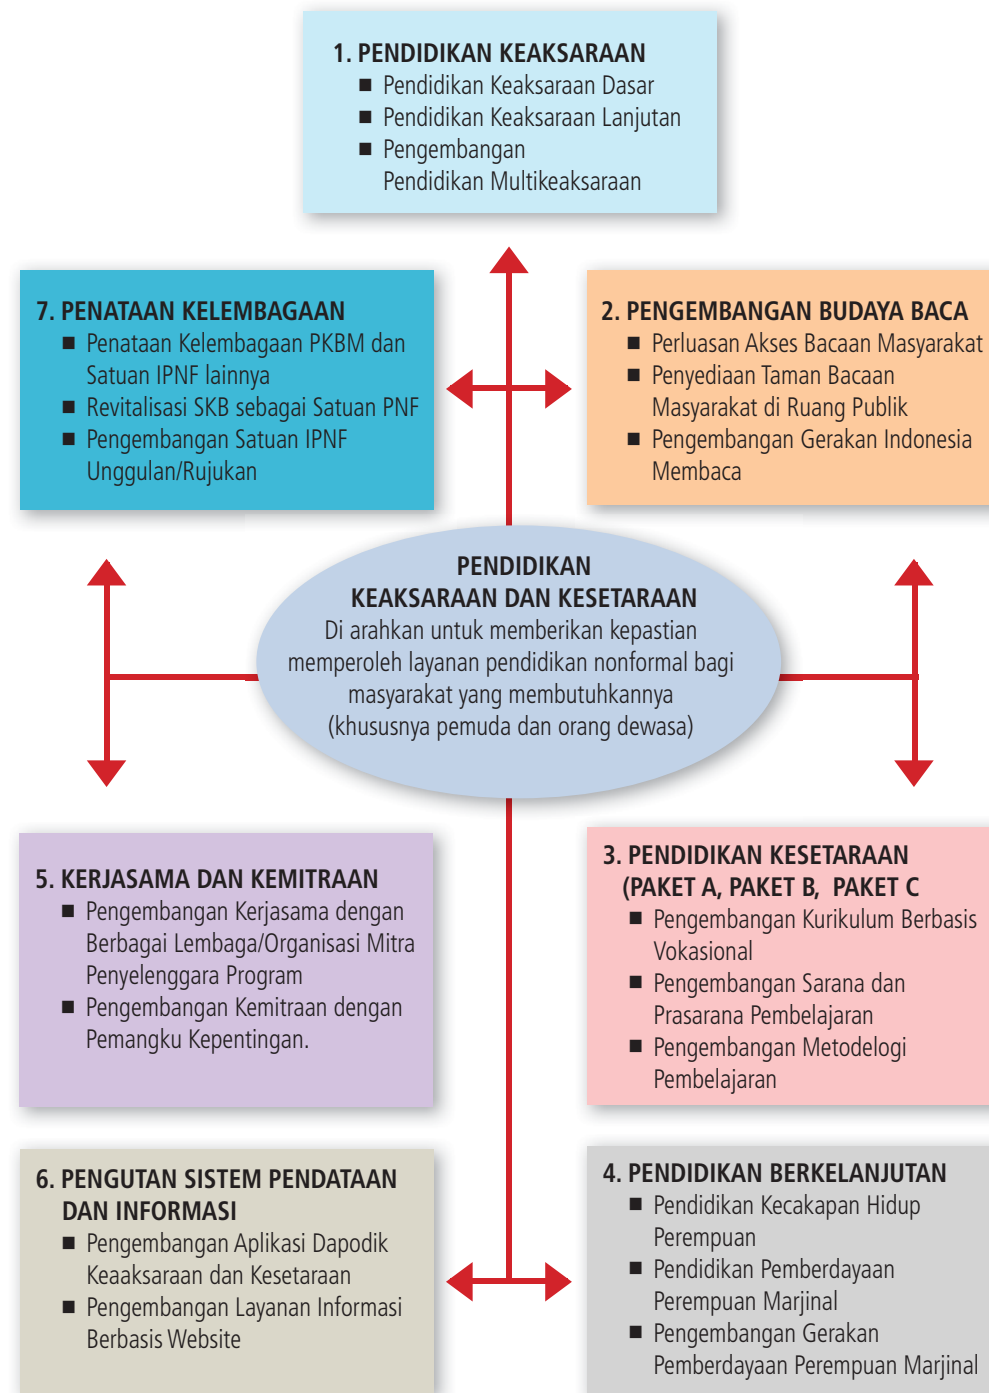 1. PENDIDIKAN KEAKSARAAN
■ Pendidikan Keaksaraan Dasar
■ Pendidikan Keaksaraan Lanjutan
■ Pengembangan
Pendidikan Multikeaksaraan
7. PENATAAN KELEMBAGAAN
■ Penataan Kelembagaan PKBM dan
Satuan IPNF lainnya
■ Revitalisasi SKB sebagai Satuan PNF
■ Pengembangan Satuan IPNF
Unggulan/Rujukan
2. PENGEMBANGAN BUDAYA BACA
■ Perluasan Akses Bacaan Masyarakat
■ Penyediaan Taman Bacaan
Masyarakat di Ruang Publik
■ Pengembangan Gerakan Indonesia
Membaca
PENDIDIKAN
KEAKSARAAN DAN KESETARAAN
Di arahkan untuk memberikan kepastian
memperoleh layanan pendidikan nonformal bagi
masyarakat yang membutuhkannya
(khususnya pemuda dan orang dewasa)
5. KERJASAMA DAN KEMITRAAN
■ Pengembangan Kerjasama dengan
Berbagai Lembaga/Organisasi Mitra
Penyelenggara Program
■ Pengembangan Kemitraan dengan
Pemangku Kepentingan.
3. PENDIDIKAN KESETARAAN
(PAKET A, PAKET B, PAKET C
■ Pengembangan Kurikulum Berbasis
Vokasional
■ Pengembangan Sarana dan
Prasarana Pembelajaran
■ Pengembangan Metodelogi
Pembelajaran
6. PENGUTAN SISTEM PENDATAAN
DAN INFORMASI
■ Pengembangan Aplikasi Dapodik
Keaaksaraan dan Kesetaraan
■ Pengembangan Layanan Informasi
Berbasis Website
4. PENDIDIKAN BERKELANJUTAN
■ Pendidikan Kecakapan Hidup
Perempuan
■ Pendidikan Pemberdayaan
Perempuan Marjinal
■ Pengembangan Gerakan
Pemberdayaan Perempuan Marjinal